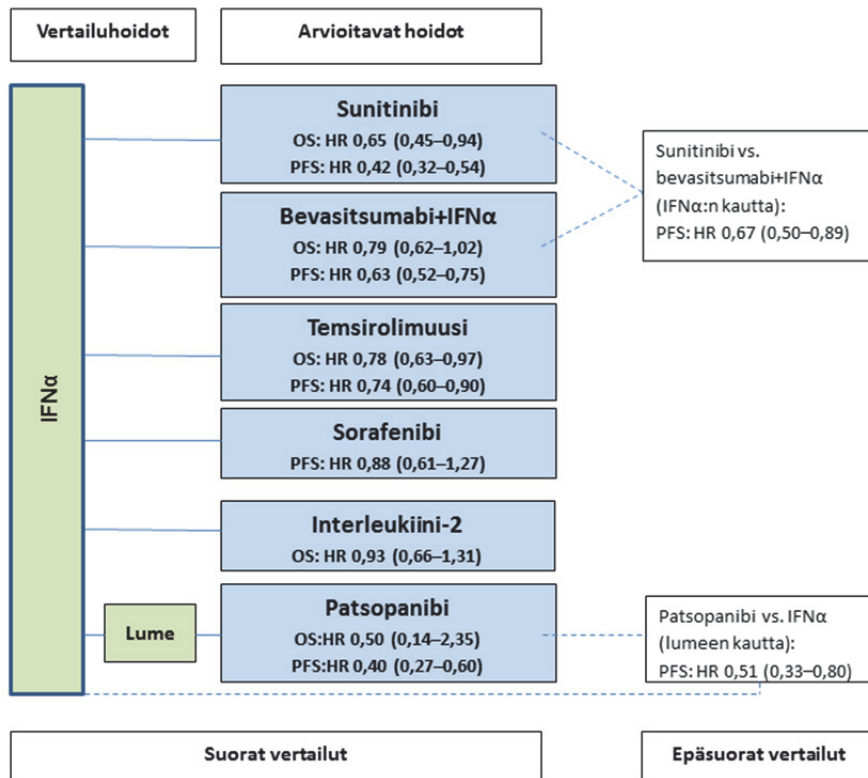 Vertailuhoidot
Arvioitavat hoidot
IFNα
Sunitinibi
OS: HR 0,65 (0,45–0,94)
PFS: HR 0,42 (0,32–0,54)
Bevasitsumabi+IFNα
OS: HR 0,79 (0,62–1,02)
PFS: HR 0,63 (0,52–0,75)
Sunitinibi vs.
bevasitsumabi+IFNα
(IFNα:n kautta):
PFS: HR 0,67 (0,50–0,89)
Temsirolimuusi
OS: HR 0,78 (0,63–0,97)
PFS: HR 0,74 (0,60–0,90)
Sorafenibi
PFS: HR 0,88 (0,61–1,27)
Interleukiini-2
OS: HR 0,93 (0,66–1,31)
Lume
Patsopanibi
OS:HR 0,50 (0,14–2,35)
PFS:HR 0,40 (0,27–0,60)
Patsopanibi vs. IFNα
(lumeen kautta):
PFS: HR 0,51 (0,33–0,80)
Suorat vertailut
Epäsuorat vertailut